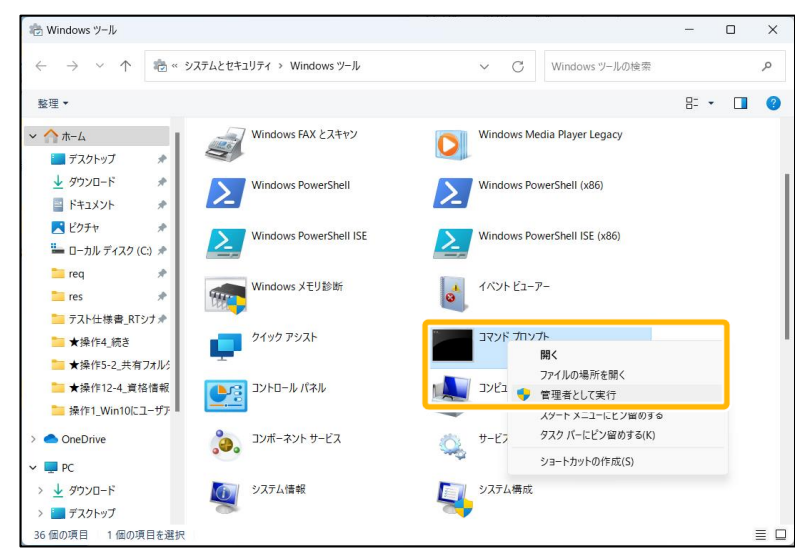 Windows ツール
システムとセキュリティ > Windows ツール
Windows ツールの検索
整理
ホーム
デスクトップ
ダウンロード
ドキュメント
ピクチャ
ローカル ディスク (C:)
req
res
テスト仕様書_RTシナ
★操作4_続き
★操作5-2_共有フォル
★操作12-4_資格情報
操作1_Win10にユーザ
OneDrive
PC
ダウンロード
デスクトップ
Windows FAX とスキャン
Windows Media Player Legacy
Windows PowerShell
Windows PowerShell (x86)
Windows PowerShell ISE
Windows PowerShell ISE (x86)
Windows メモリ診断
イベント ビューアー
クイック アシスト
コマンド プロンプト
コントロール パネル
コンピュ
コンポーネント サービス
サービス
システム情報
システム構成
開く
ファイルの場所を開く
管理者として実行
スタート メニューにピン留めする
タスク バーにピン留めする(K)
ショートカットの作成(S)
36 個の項目
1 個の項目を選択